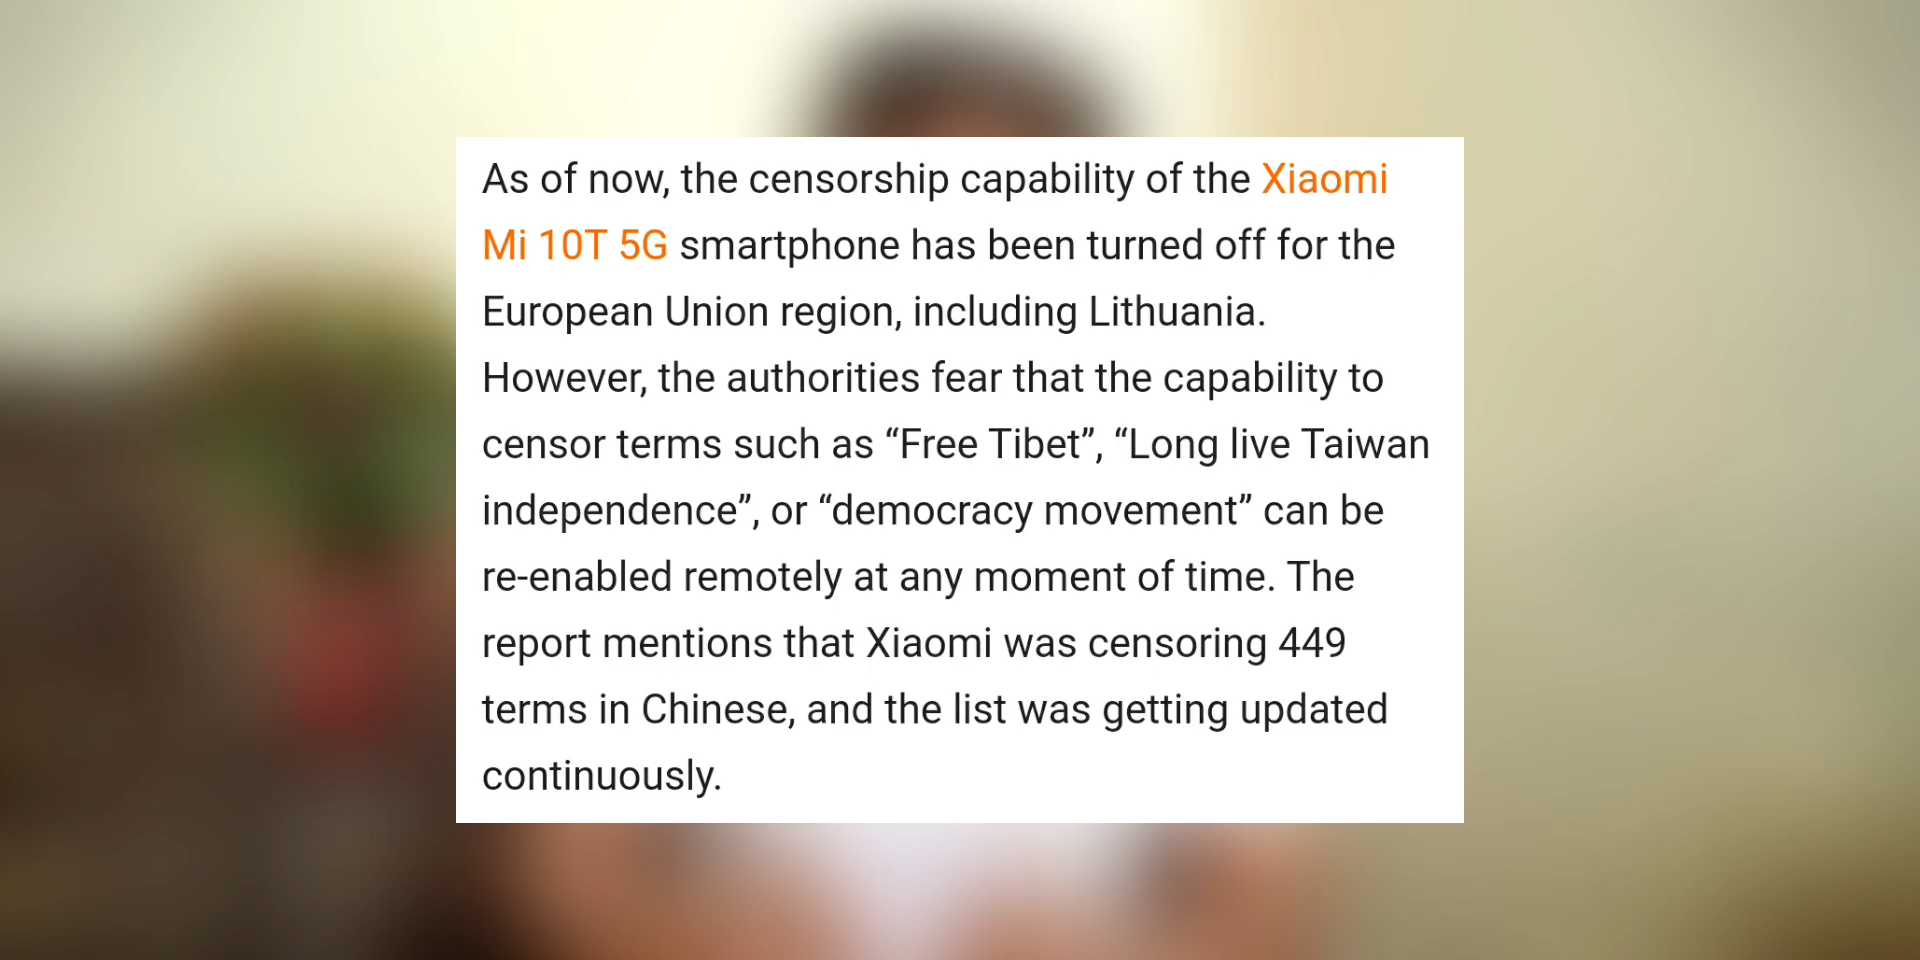 As of now, the censorship capability of the Xiaomi
Mi 10T 5G smartphone has been turned off for the
European Union region, including Lithuania.
However, the authorities fear that the capability to
censor terms such as “Free Tibet”, “Long live Taiwan
independence”, or “democracy movement” can be
re-enabled remotely at any moment of time. The
report mentions that Xiaomi was censoring 449
terms in Chinese, and the list was getting updated
continuously.